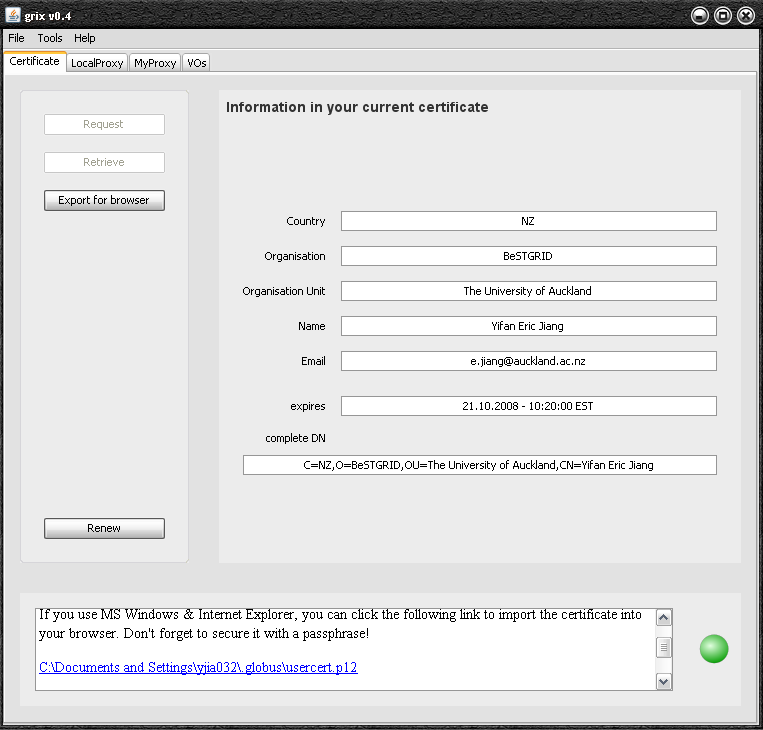 grix v0.4
File Tools Help
Certificate LocalProxy MyProxy VOs
Information in your current certificate
Request
Retrieve
Export for browser
Country NZ
Organisation BeSTGRID
Organisation Unit The University of Auckland
Name Yifan Eric Jiang
Email e.jiang@auckland.ac.nz
expires 21.10.2008 - 10:20:00 EST
complete DN
C=NZ,O=BeSTGRID,OU=The University of Auckland,CN=Yifan Eric Jiang
Renew
If you use MS Windows & Internet Explorer, you can click the following link to import the certificate into
your browser. Don't forget to secure it with a passphrase!
C:\Documents and Settings\yjia032\.globus\usercert.p12